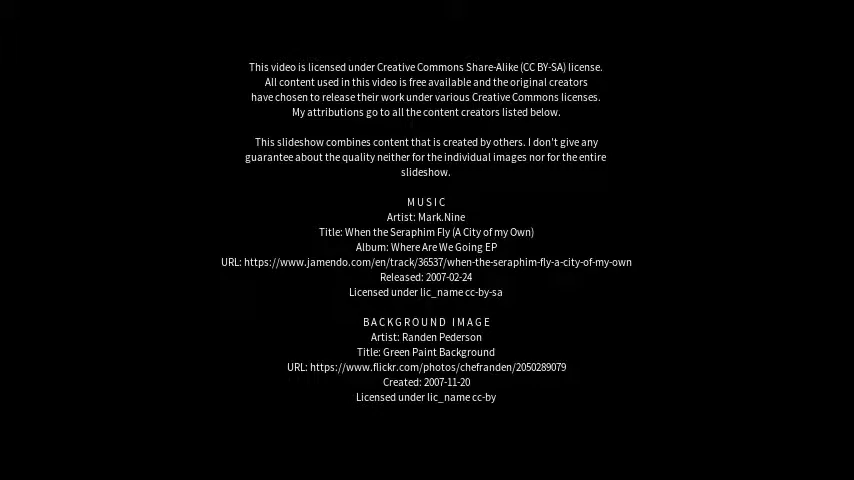 This video is licensed under Creative Commons Share-Alike (CC BY-SA) license.
All content used in this video is free available and the original creators
have chosen to release their work under various Creative Commons licenses.
My attributions go to all the content creators listed below.
This slideshow combines content that is created by others. I don't give any
guarantee about the quality neither for the individual images nor for the entire
slideshow.
MUSIC
Artist: Mark.Nine
Title: When the Seraphim Fly (A City of my Own)
Album: Where Are We Going EP
URL: https://www.jamendo.com/en/track/36537/when-the-seraphim-fly-a-city-of-my-own
Released: 2007-02-24
Licensed under lic_name cc-by-sa
BACKGROUND IMAGE
Artist: Randen Pederson
Title: Green Paint Background
URL: https://www.flickr.com/photos/chefranden/2050289079
Created: 2007-11-20
Licensed under lic_name cc-by